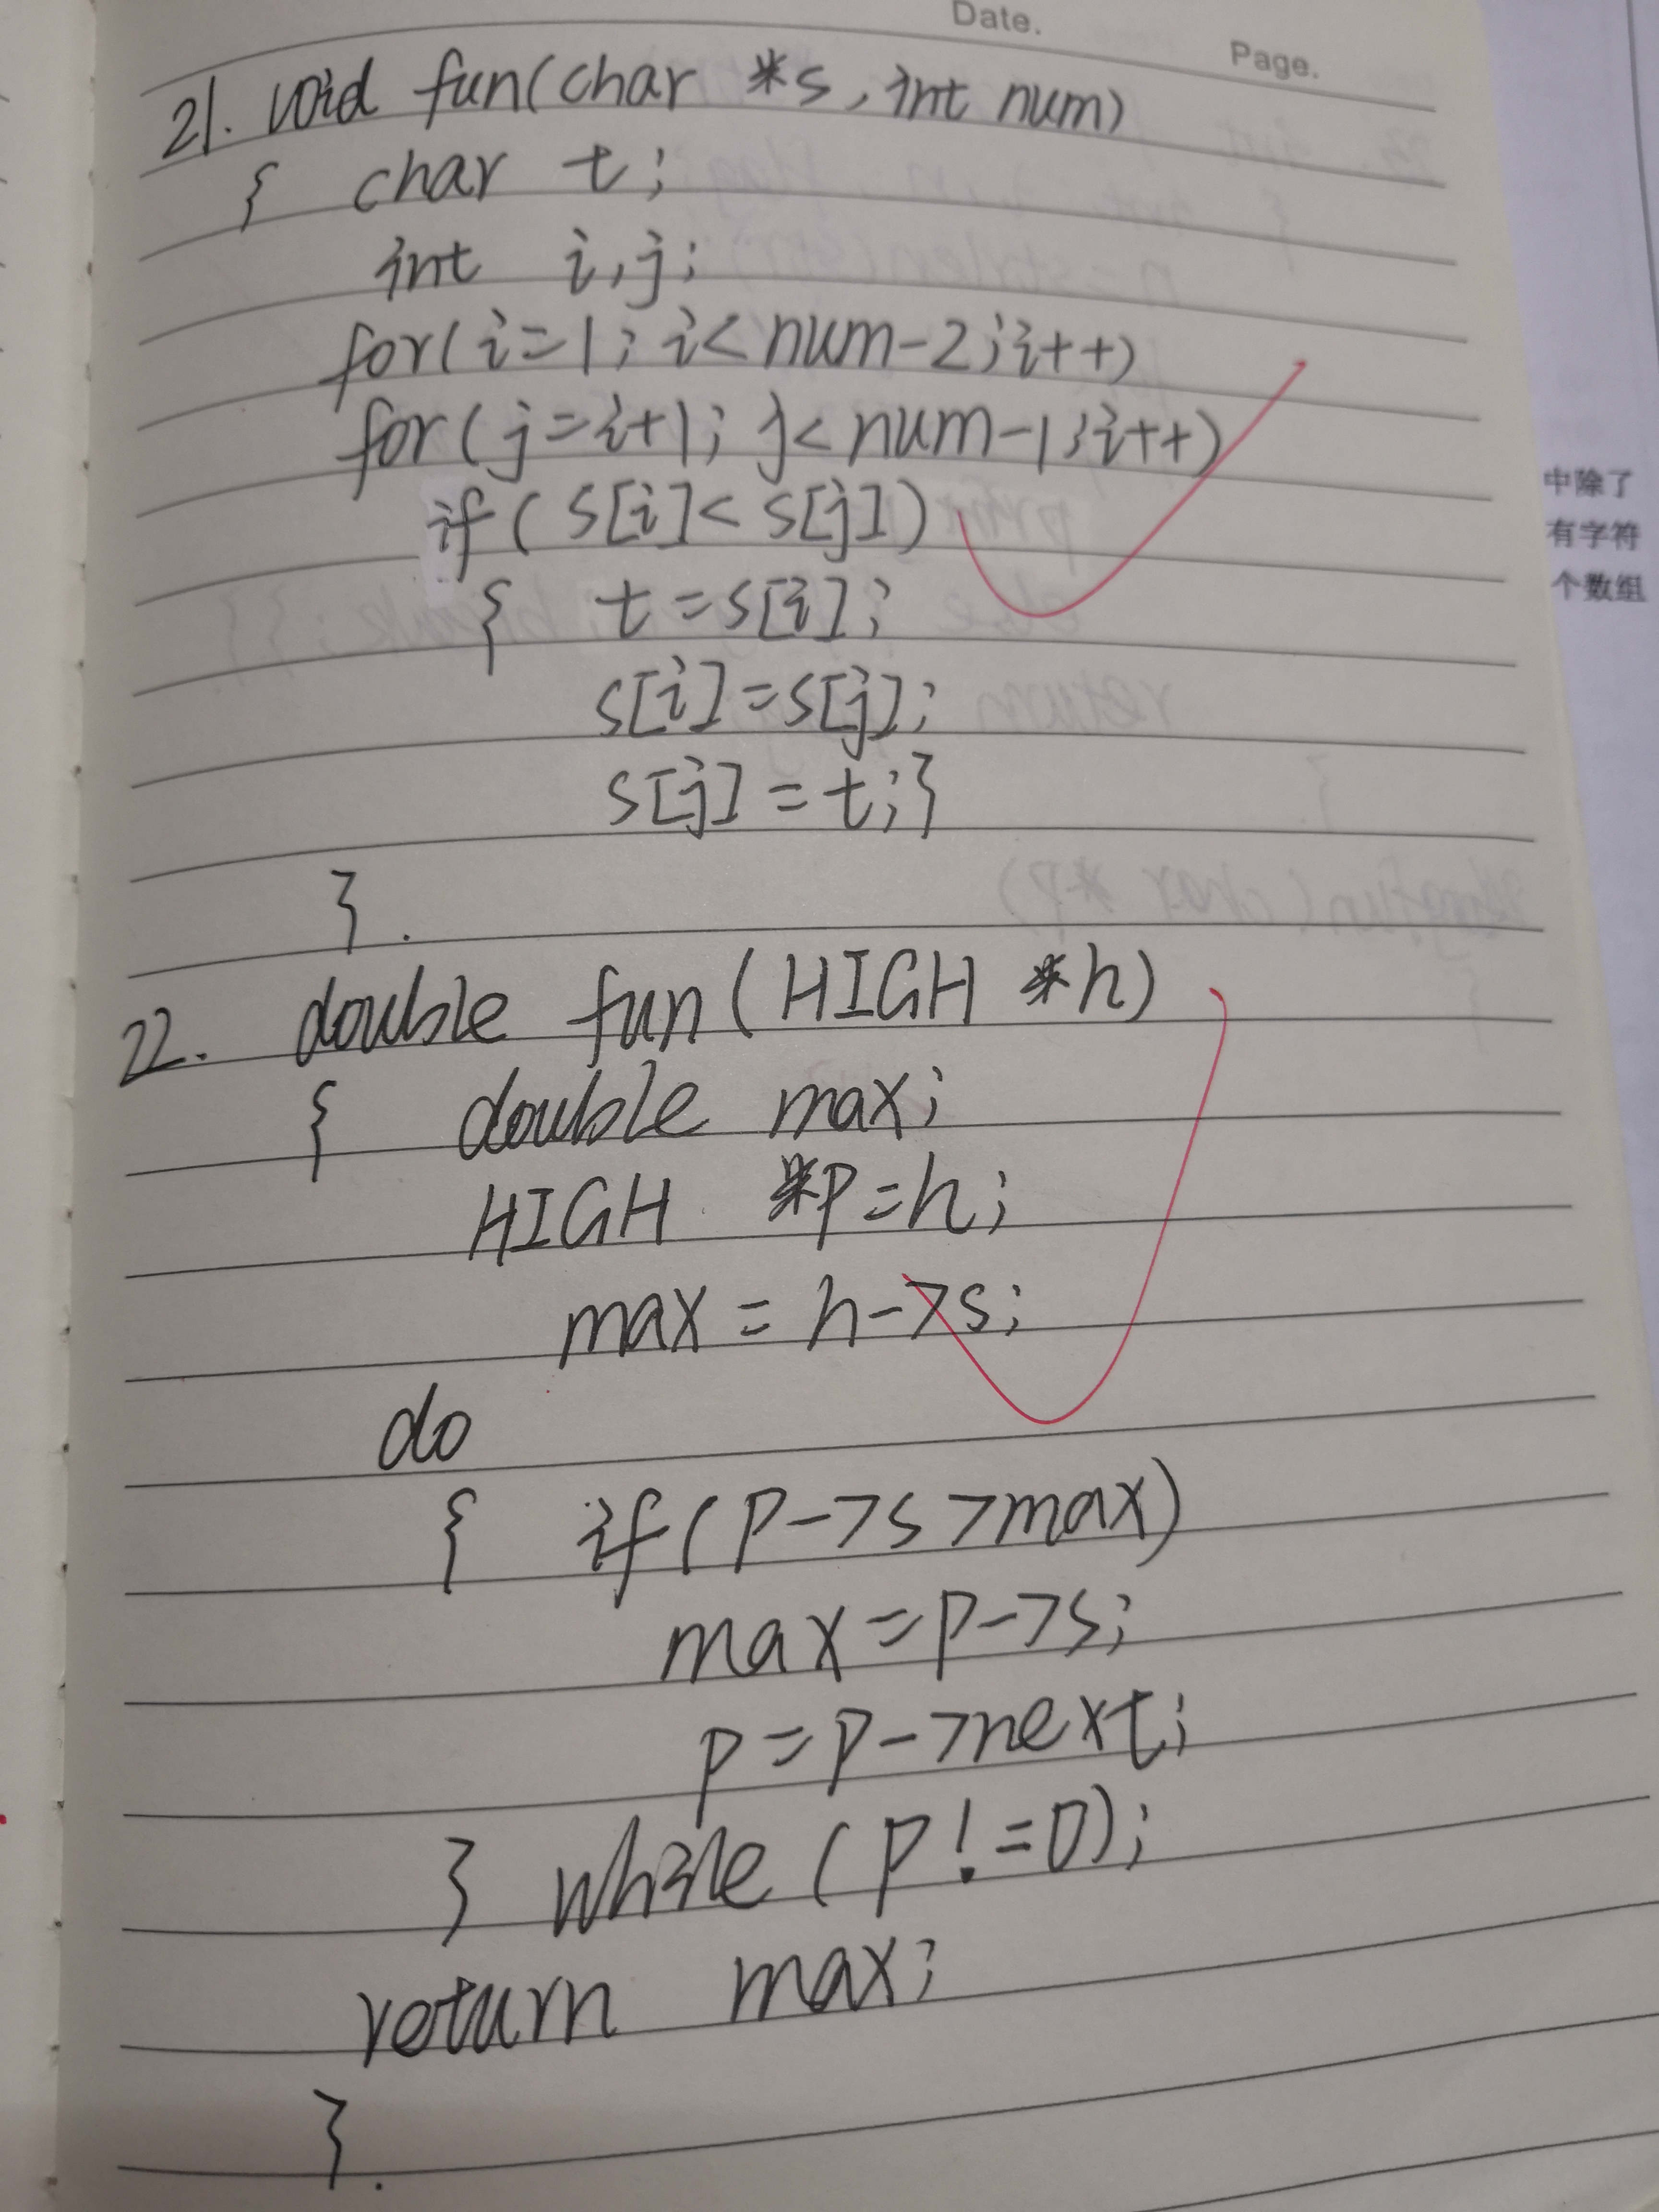 Date.
Page.
21. void fun(char *s, int num)
{ char t;
int i,j;
for(i=1; i<num-2; i++)
for(j=i+1; j<num-1; i++)
if( s[i]< s[j])
{ t=s[i];
s[i]=s[j];
s[j]=t;}
}.
22. double fun(HIGH *h)
{ double max;
HIGH *p=h;
max = h->s;
do
{ if(p->s >max)
max=p->s;
p=p->next;
} while(p!=0);
return max;
}.
中除了
有字符
个数组